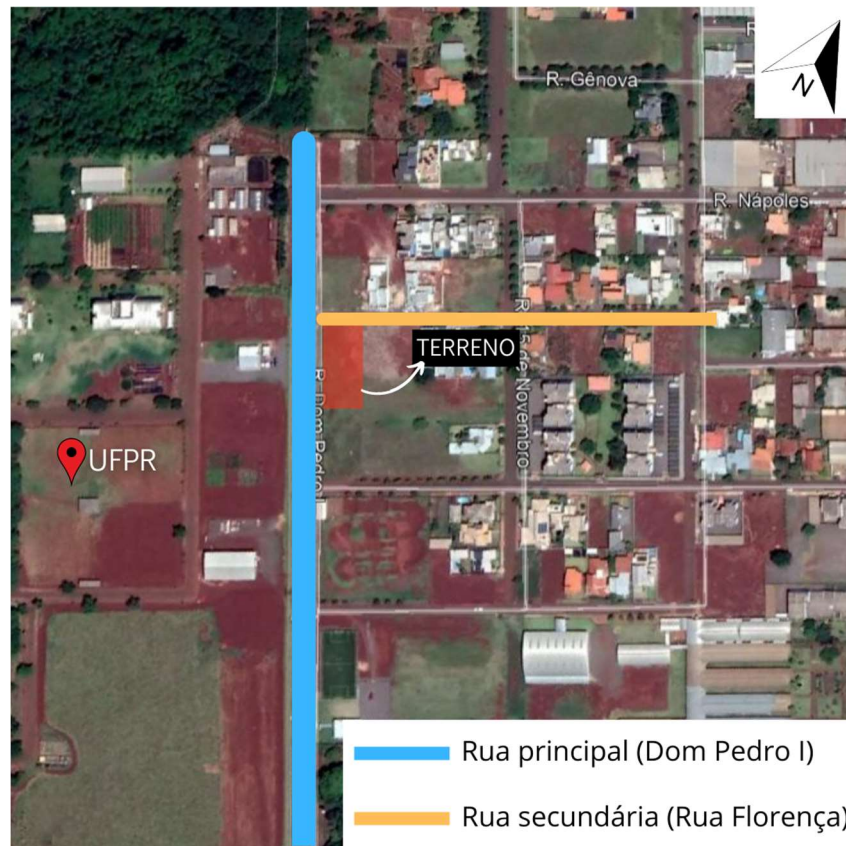 R. Gênova
N
R. Nápoles
R. 15 de Novembro
TERRENO
R. Dom Pedro I
UFPR
Rua principal (Dom Pedro I)
Rua secundária (Rua Florença)